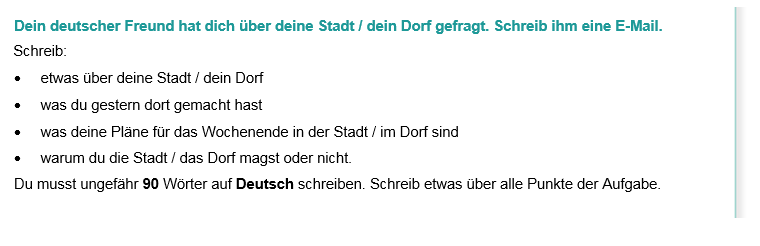 Dein deutscher Freund hat dich über deine Stadt / dein Dorf gefragt. Schreib ihm eine E-Mail.
Schreib:
• etwas über deine Stadt / dein Dorf
• was du gestern dort gemacht hast
• was deine Pläne für das Wochenende in der Stadt / im Dorf sind
• warum du die Stadt / das Dorf magst oder nicht.
Du musst ungefähr 90 Wörter auf Deutsch schreiben. Schreib etwas über alle Punkte der Aufgabe.